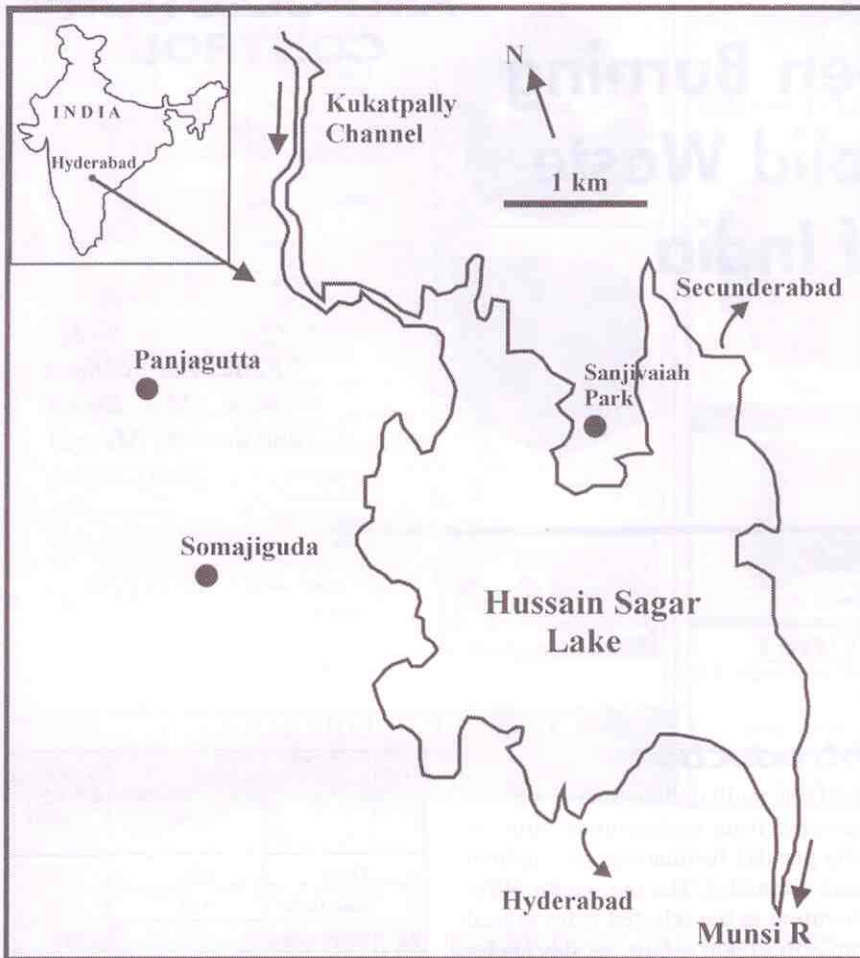 INDIA
Hyderabad
Kukatpally
Channel
N
1 km
Secunderabad
Panjagutta
Sanjivaiah
Park
Somajiguda
Hussain Sagar
Lake
Hyderabad
Munsi R